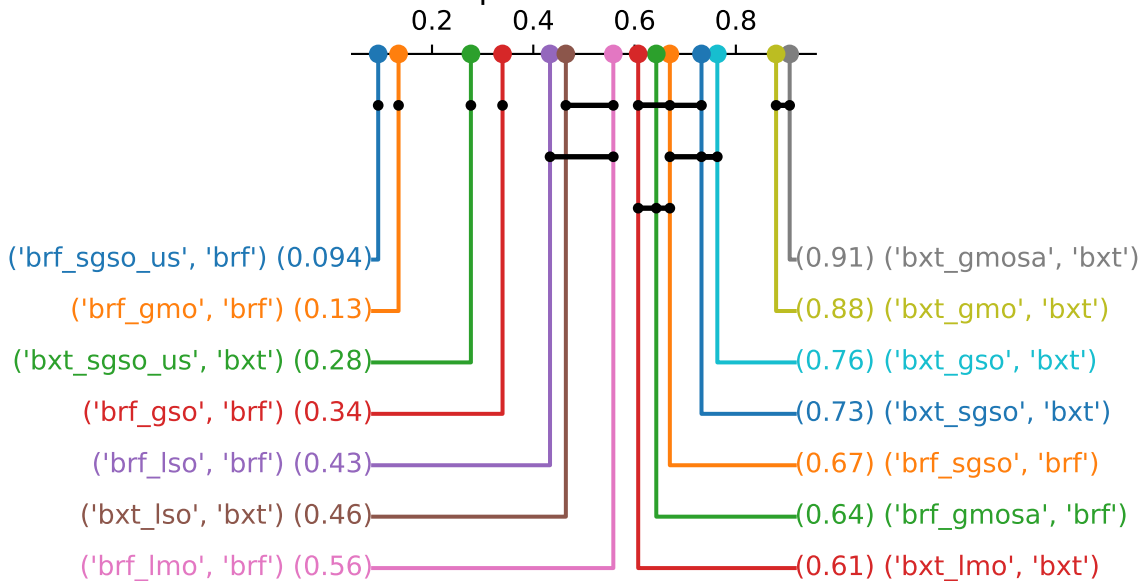 0.2 0.4 0.6 0.8
('brf_sgso_us', 'brf') (0.094) (0.91) ('bxt_gmosa', 'bxt')
('brf_gmo', 'brf') (0.13) (0.88) ('bxt_gmo', 'bxt')
('bxt_sgso_us', 'bxt') (0.28) (0.76) ('bxt_gso', 'bxt')
('brf_gso', 'brf') (0.34) (0.73) ('bxt_sgso', 'bxt')
('brf_lso', 'brf') (0.43) (0.67) ('brf_sgso', 'brf')
('bxt_lso', 'bxt') (0.46) (0.64) ('brf_gmosa', 'brf')
('brf_lmo', 'brf') (0.56) (0.61) ('bxt_lmo', 'bxt')